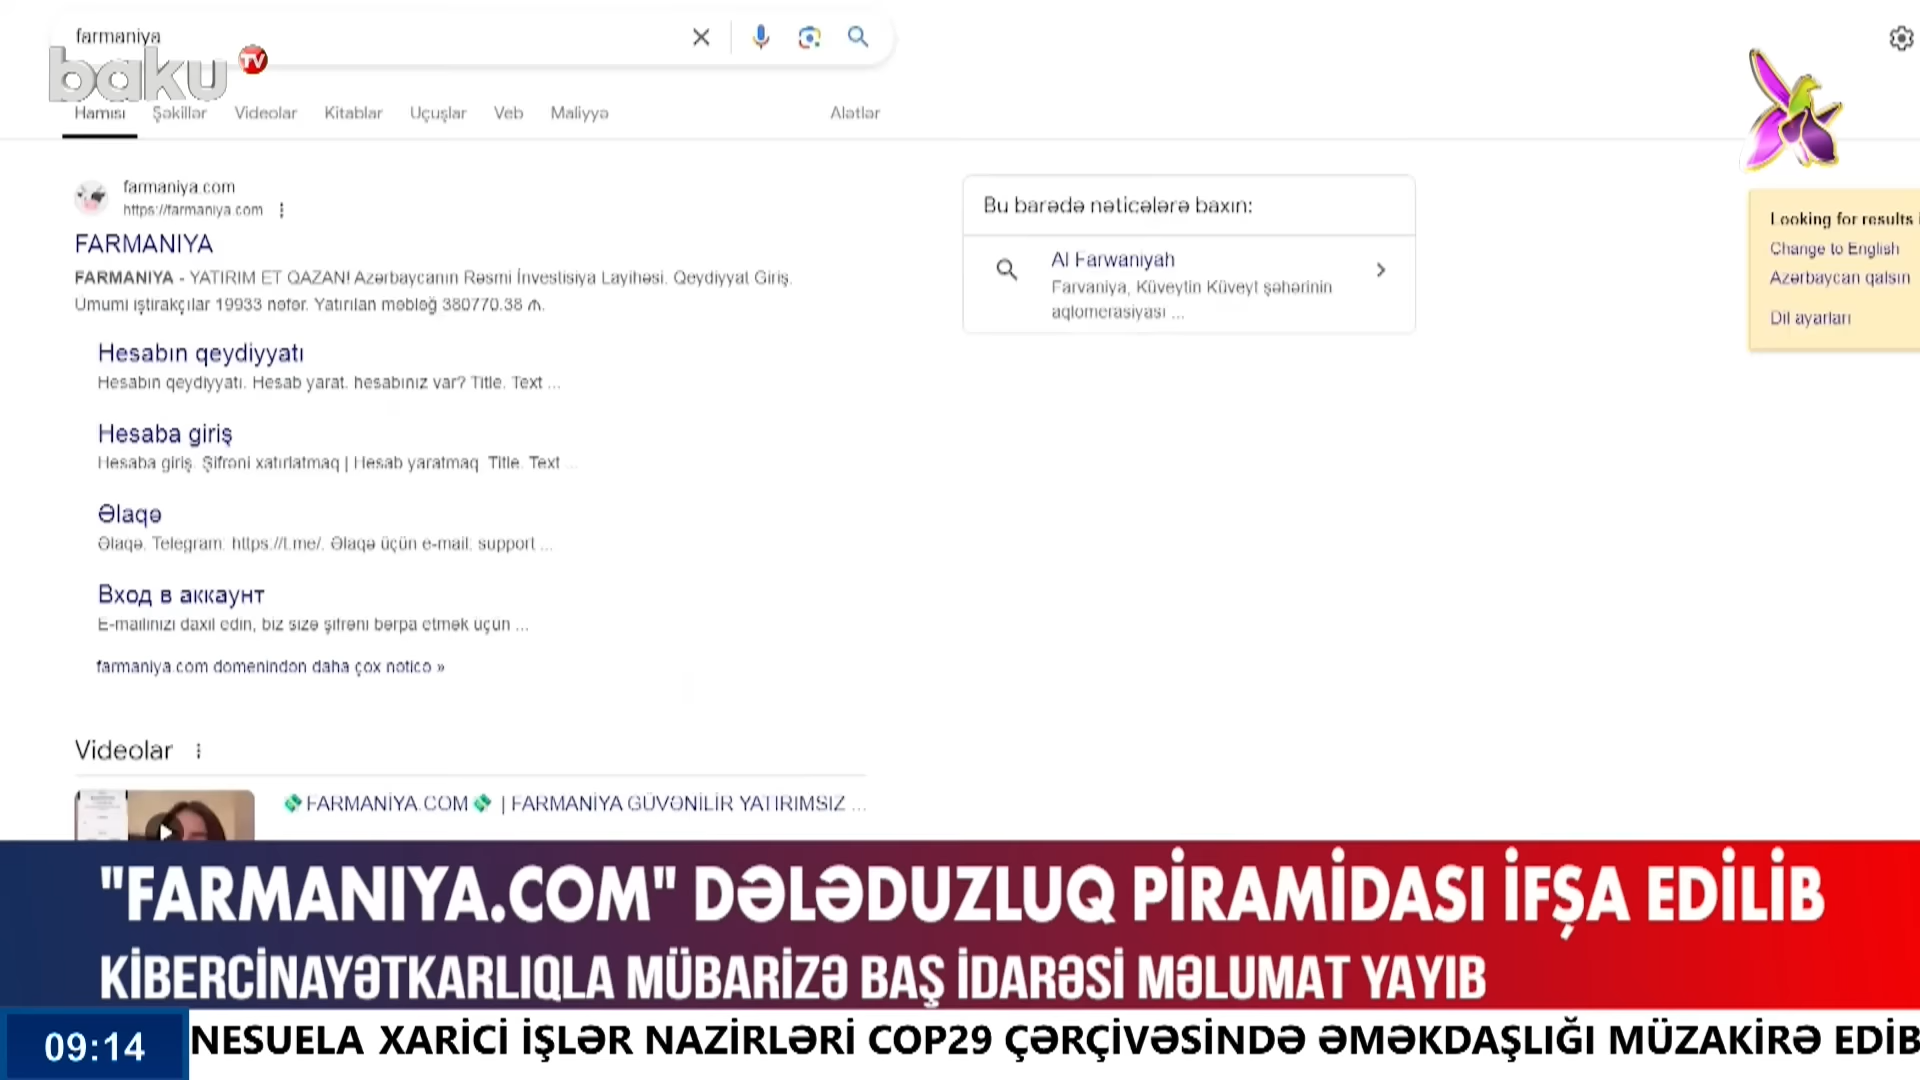 farmaniya
baku TV
Hamısı Şəkillər Videolar Kitablar Uçuşlar Veb Maliyyə Alətlər
farmaniya.com
https://farmaniya.com
FARMANIYA
FARMANIYA - YATIRIM ET QAZAN! Azərbaycanın Rəsmi İnvestisiya Layihəsi. Qeydiyyat Giriş.
Ümumi iştirakçılar 19933 nəfər. Yatırılan məbləğ 380770.38 ₼.
Hesabın qeydiyyatı
Hesabın qeydiyyatı. Hesab yarat. hesabınız var? Title. Text ...
Hesaba giriş
Hesaba giriş. Şifrəni xatırlatmaq | Hesab yaratmaq Title. Text ...
Əlaqə
Əlaqə. Telegram: https://t.me/. Əlaqə üçün e-mail: support ...
Вход в аккаунт
E-mailinizi daxil edin, biz sizə şifrəni bərpa etmək üçün ...
farmaniya.com domenindən daha çox nəticə »
Bu barədə nəticələrə baxın:
Al Farwaniyah
Farvaniya, Küveytin Küveyt şəhərinin
aqlomerasiyası ...
Looking for results i
Change to English
Azərbaycan qalsın
Dil ayarları
Videolar
💸FARMANİYA.COM💸 | FARMANİYA GÜVƏNİLİR YATIRIMSIZ ...
"FARMANIYA.COM" DƏLƏDUZLUQ PİRAMİDASI İFŞA EDİLİB
KİBERCİNAYƏTKARLIQLA MÜBARİZƏ BAŞ İDARƏSİ MƏLUMAT YAYIB
09:14 NESUELA XARİCİ İŞLƏR NAZİRLƏRİ COP29 ÇƏRÇİVƏSİNDƏ ƏMƏKDAŞLIĞI MÜZAKİRƏ EDİB